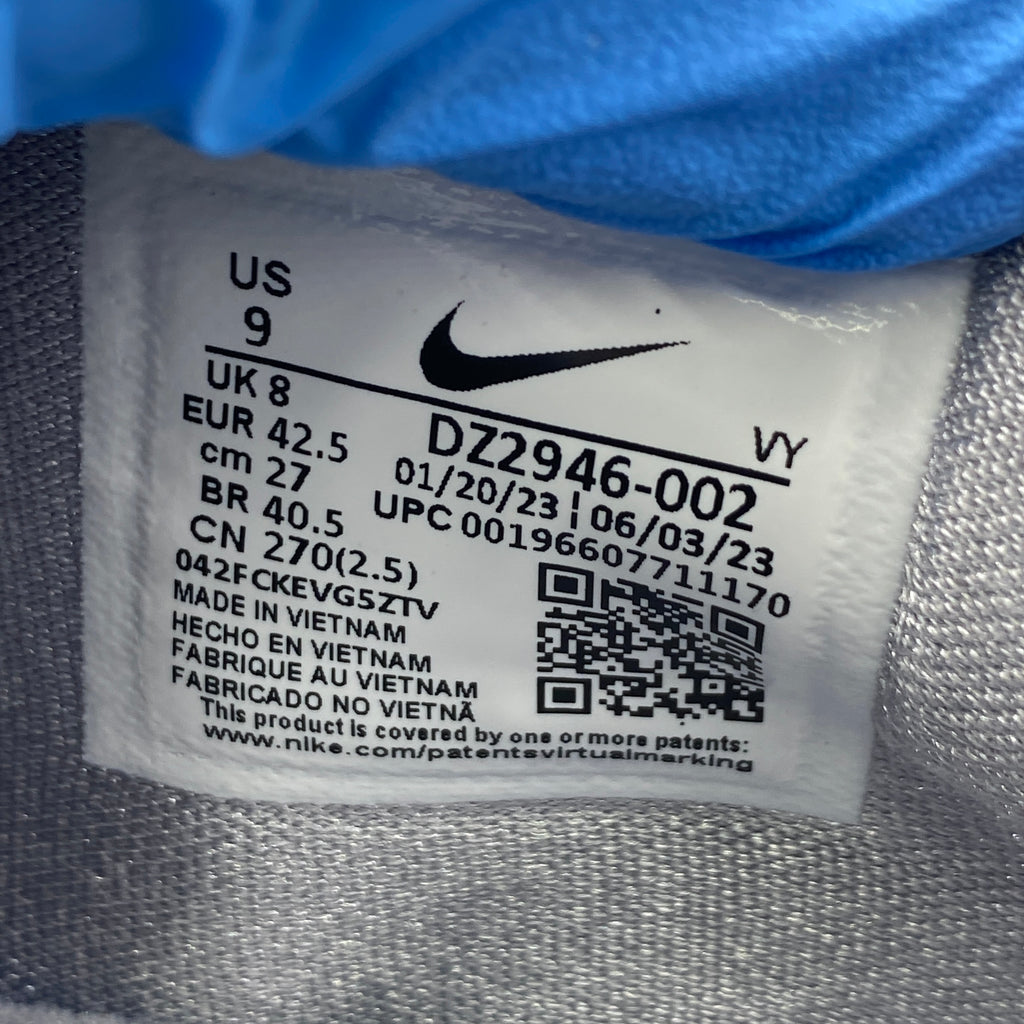 US
9
VY
UK 8
EUR 42.5
cm 27
BR 40.5
CN 270(2.5)
DZ2946-002
01/20/23 | 06/03/23
UPC 00196607711170
042FCKEVG5ZTV
MADE IN VIETNAM
HECHO EN VIETNAM
FABRIQUE AU VIETNAM
FABRICADO NO VIETNÃ
This product is covered by one or more patents:
www.nike.com/patentsvirtualmarking